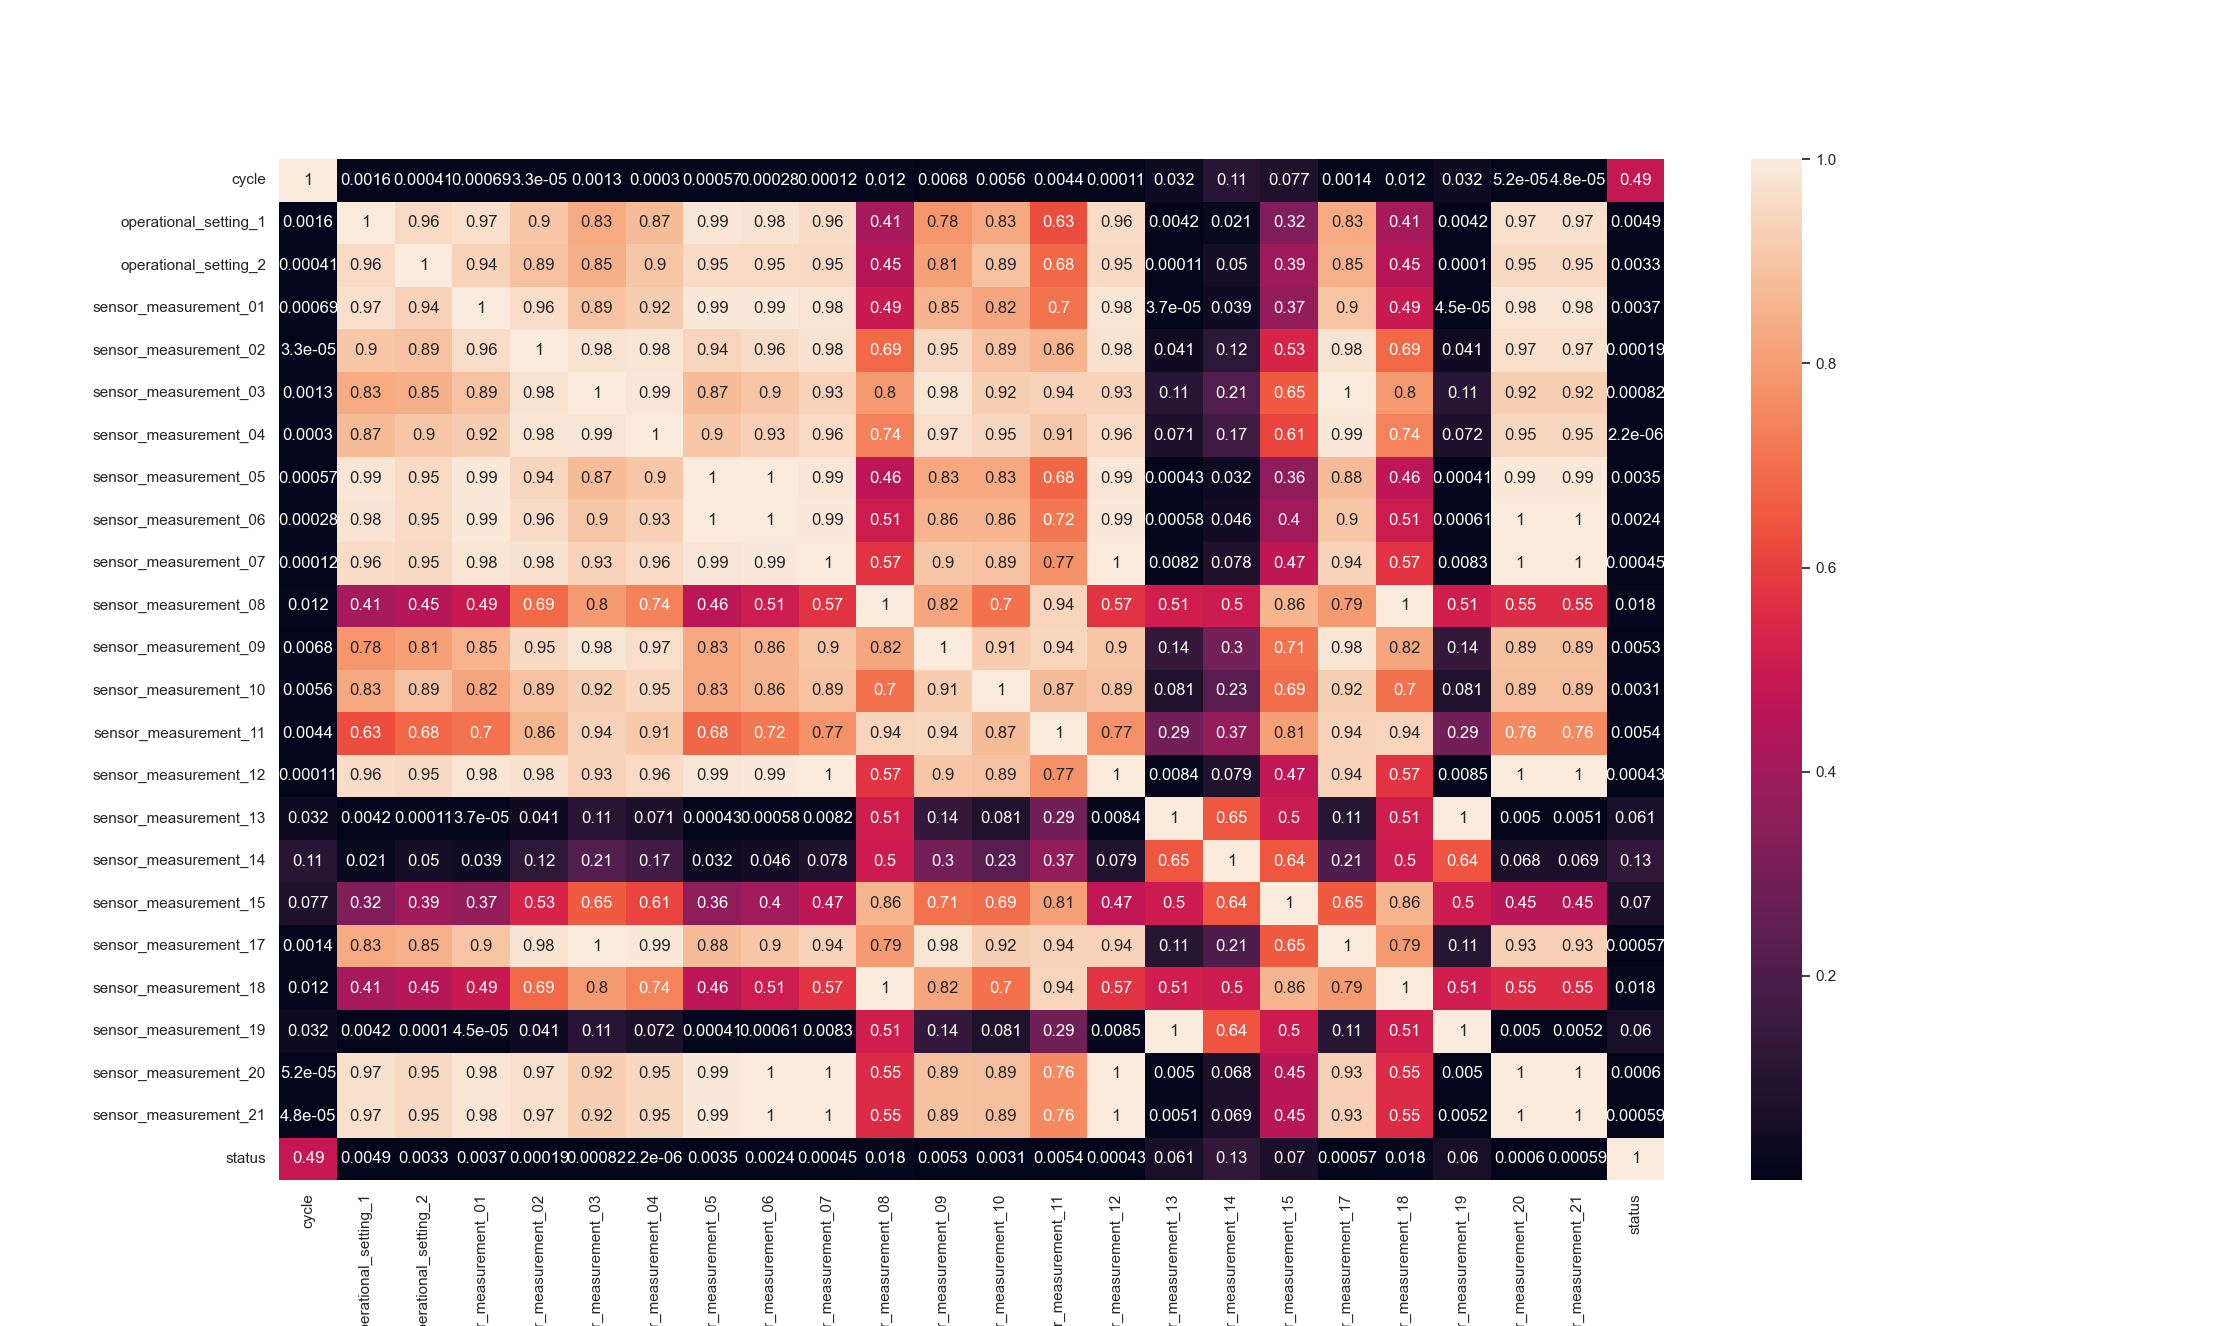 cycle 1 0.0016 0.00041 0.00069 3.3e-05 0.0013 0.0003 0.00057 0.00028 0.00012 0.012 0.0068 0.0056 0.0044 0.00011 0.032 0.11 0.077 0.0014 0.012 0.032 5.2e-05 4.8e-05 0.49
operational_setting_1 0.0016 1 0.96 0.97 0.9 0.83 0.87 0.99 0.98 0.96 0.41 0.78 0.83 0.63 0.96 0.0042 0.021 0.32 0.83 0.41 0.0042 0.97 0.97 0.0049
operational_setting_2 0.00041 0.96 1 0.94 0.89 0.85 0.9 0.95 0.95 0.95 0.45 0.81 0.89 0.68 0.95 0.00011 0.05 0.39 0.85 0.45 0.0001 0.95 0.95 0.0033
sensor_measurement_01 0.00069 0.97 0.94 1 0.96 0.89 0.92 0.99 0.99 0.98 0.49 0.85 0.82 0.7 0.98 3.7e-05 0.039 0.37 0.9 0.49 4.5e-05 0.98 0.98 0.0037
sensor_measurement_02 3.3e-05 0.9 0.89 0.96 1 0.98 0.98 0.94 0.96 0.98 0.69 0.95 0.89 0.86 0.98 0.041 0.12 0.53 0.98 0.69 0.041 0.97 0.97 0.00019
sensor_measurement_03 0.0013 0.83 0.85 0.89 0.98 1 0.99 0.87 0.9 0.93 0.8 0.98 0.92 0.94 0.93 0.11 0.21 0.65 1 0.8 0.11 0.92 0.92 0.00082
sensor_measurement_04 0.0003 0.87 0.9 0.92 0.98 0.99 1 0.9 0.93 0.96 0.74 0.97 0.95 0.91 0.96 0.071 0.17 0.61 0.99 0.74 0.072 0.95 0.95 2.2e-06
sensor_measurement_05 0.00057 0.99 0.95 0.99 0.94 0.87 0.9 1 1 0.99 0.46 0.83 0.83 0.68 0.99 0.00043 0.032 0.36 0.88 0.46 0.00041 0.99 0.99 0.0035
sensor_measurement_06 0.00028 0.98 0.95 0.99 0.96 0.9 0.93 1 1 0.99 0.51 0.86 0.86 0.72 0.99 0.00058 0.046 0.4 0.9 0.51 0.00061 1 1 0.0024
sensor_measurement_07 0.00012 0.96 0.95 0.98 0.98 0.93 0.96 0.99 0.99 1 0.57 0.9 0.89 0.77 1 0.0082 0.078 0.47 0.94 0.57 0.0083 1 1 0.00045
sensor_measurement_08 0.012 0.41 0.45 0.49 0.69 0.8 0.74 0.46 0.51 0.57 1 0.82 0.7 0.94 0.57 0.51 0.5 0.86 0.79 1 0.51 0.55 0.55 0.018
sensor_measurement_09 0.0068 0.78 0.81 0.85 0.95 0.98 0.97 0.83 0.86 0.9 0.82 1 0.91 0.94 0.9 0.14 0.3 0.71 0.98 0.82 0.14 0.89 0.89 0.0053
sensor_measurement_10 0.0056 0.83 0.89 0.82 0.89 0.92 0.95 0.83 0.86 0.89 0.7 0.91 1 0.87 0.89 0.081 0.23 0.69 0.92 0.7 0.081 0.89 0.89 0.0031
sensor_measurement_11 0.0044 0.63 0.68 0.7 0.86 0.94 0.91 0.68 0.72 0.77 0.94 0.94 0.87 1 0.77 0.29 0.37 0.81 0.94 0.94 0.29 0.76 0.76 0.0054
sensor_measurement_12 0.00011 0.96 0.95 0.98 0.98 0.93 0.96 0.99 0.99 1 0.57 0.9 0.89 0.77 1 0.0084 0.079 0.47 0.94 0.57 0.0085 1 1 0.00043
sensor_measurement_13 0.032 0.0042 0.00011 3.7e-05 0.041 0.11 0.071 0.00043 0.00058 0.0082 0.51 0.14 0.081 0.29 0.0084 1 0.65 0.5 0.11 0.51 1 0.005 0.0051 0.061
sensor_measurement_14 0.11 0.021 0.05 0.039 0.12 0.21 0.17 0.032 0.046 0.078 0.5 0.3 0.23 0.37 0.079 0.65 1 0.64 0.21 0.5 0.64 0.068 0.069 0.13
sensor_measurement_15 0.077 0.32 0.39 0.37 0.53 0.65 0.61 0.36 0.4 0.47 0.86 0.71 0.69 0.81 0.47 0.5 0.64 1 0.65 0.86 0.5 0.45 0.45 0.07
sensor_measurement_17 0.0014 0.83 0.85 0.9 0.98 1 0.99 0.88 0.9 0.94 0.79 0.98 0.92 0.94 0.94 0.11 0.21 0.65 1 0.79 0.11 0.93 0.93 0.00057
sensor_measurement_18 0.012 0.41 0.45 0.49 0.69 0.8 0.74 0.46 0.51 0.57 1 0.82 0.7 0.94 0.57 0.51 0.5 0.86 0.79 1 0.51 0.55 0.55 0.018
sensor_measurement_19 0.032 0.0042 0.0001 4.5e-05 0.041 0.11 0.072 0.00041 0.00061 0.0083 0.51 0.14 0.081 0.29 0.0085 1 0.64 0.5 0.11 0.51 1 0.005 0.0052 0.06
sensor_measurement_20 5.2e-05 0.97 0.95 0.98 0.97 0.92 0.95 0.99 1 1 0.55 0.89 0.89 0.76 1 0.005 0.068 0.45 0.93 0.55 0.005 1 1 0.0006
sensor_measurement_21 4.8e-05 0.97 0.95 0.98 0.97 0.92 0.95 0.99 1 1 0.55 0.89 0.89 0.76 1 0.0051 0.069 0.45 0.93 0.55 0.0052 1 1 0.00059
status 0.49 0.0049 0.0033 0.0037 0.00019 0.00082 2.2e-06 0.0035 0.0024 0.00045 0.018 0.0053 0.0031 0.0054 0.00043 0.061 0.13 0.07 0.00057 0.018 0.06 0.0006 0.00059 1
cycle
perational_setting_1
perational_setting_2
r_measurement_01
r_measurement_02
r_measurement_03
r_measurement_04
r_measurement_05
r_measurement_06
r_measurement_07
r_measurement_08
r_measurement_09
r_measurement_10
r_measurement_11
r_measurement_12
r_measurement_13
r_measurement_14
r_measurement_15
r_measurement_17
r_measurement_18
r_measurement_19
r_measurement_20
r_measurement_21
status
1.0
0.8
0.6
0.4
0.2